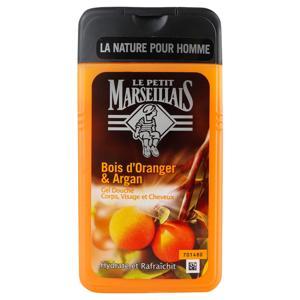 LA NATURE POUR HOMME
LE PETIT
MARSEILLAIS
Bois d'Oranger
& Argan
Gel Douche
Corps, Visage et Cheveux
701480
Hydrate et Rafraîchit